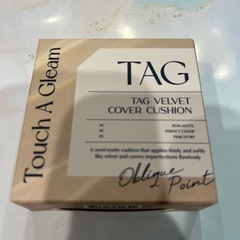 Touch A Gleam
TAG
TAG VELVET
COVER CUSHION
SEMI-MATTE
PERFECT COVER
PINK IVORY
A semi-matte cushion that applies thinly and softly
like velvet and covers imperfections flawlessly
Oblique
Point